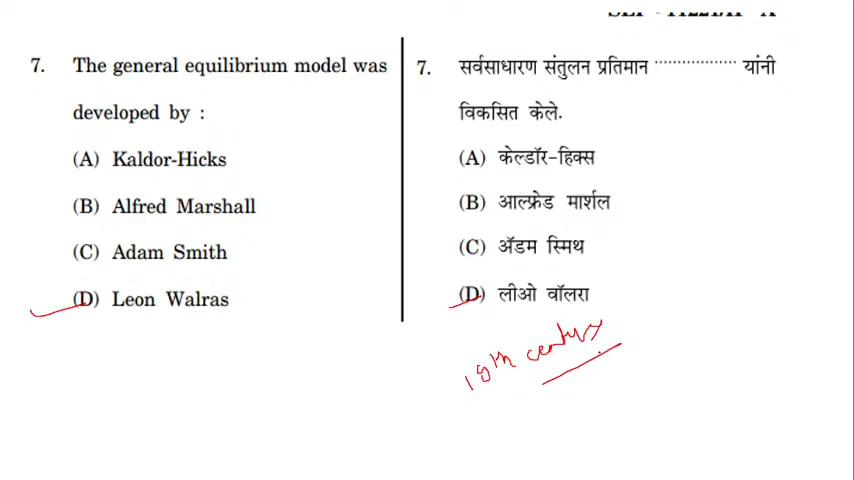 7. The general equilibrium model was
developed by :
(A) Kaldor-Hicks
(B) Alfred Marshall
(C) Adam Smith
(D) Leon Walras
7. सर्वसाधारण संतुलन प्रतिमान ................. यांनी
विकसित केले.
(A) केल्डॉर-हिक्स
(B) आल्फ्रेड मार्शल
(C) ॲडम स्मिथ
(D) लीओ वॉलरा
century